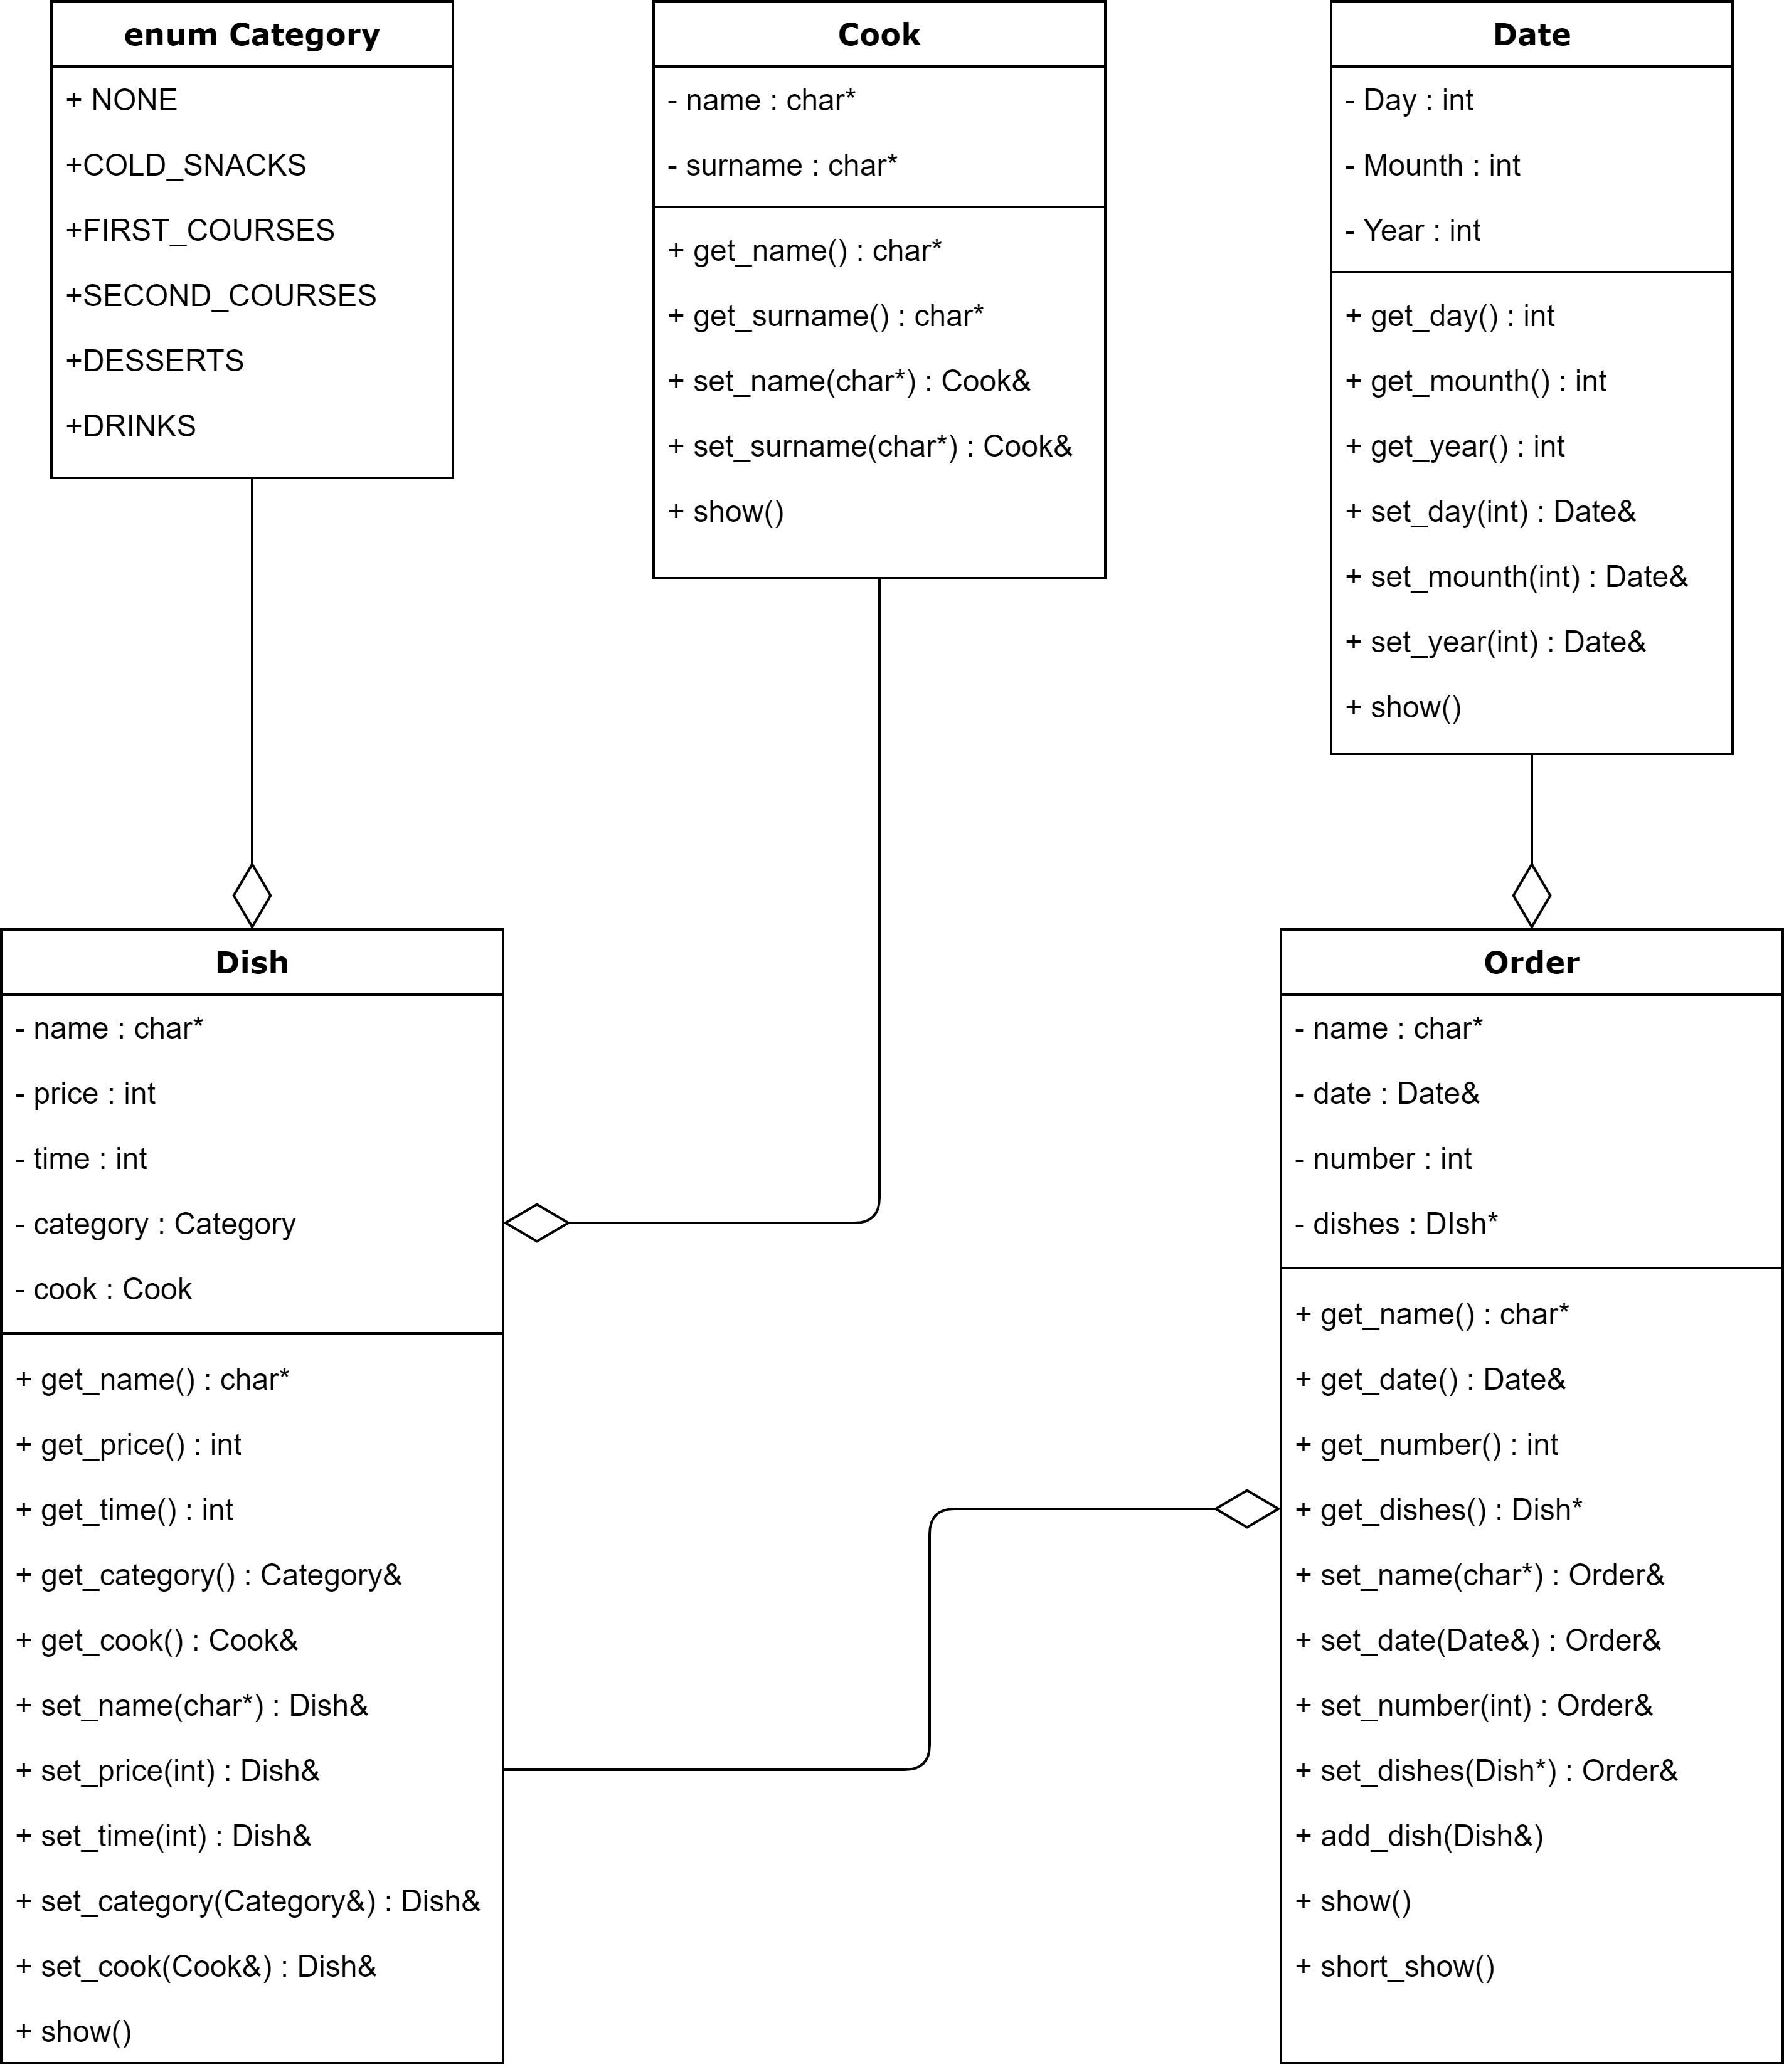 enum Category
+ NONE
+COLD_SNACKS
+FIRST_COURSES
+SECOND_COURSES
+DESSERTS
+DRINKS
Cook
- name : char*
- surname : char*
+ get_name() : char*
+ get_surname() : char*
+ set_name(char*) : Cook&
+ set_surname(char*) : Cook&
+ show()
Date
- Day : int
- Mounth : int
- Year : int
+ get_day() : int
+ get_mounth() : int
+ get_year() : int
+ set_day(int) : Date&
+ set_mounth(int) : Date&
+ set_year(int) : Date&
+ show()
Dish
- name : char*
- price : int
- time : int
- category : Category
- cook : Cook
+ get_name() : char*
+ get_price() : int
+ get_time() : int
+ get_category() : Category&
+ get_cook() : Cook&
+ set_name(char*) : Dish&
+ set_price(int) : Dish&
+ set_time(int) : Dish&
+ set_category(Category&) : Dish&
+ set_cook(Cook&) : Dish&
+ show()
Order
- name : char*
- date : Date&
- number : int
- dishes : DIsh*
+ get_name() : char*
+ get_date() : Date&
+ get_number() : int
+ get_dishes() : Dish*
+ set_name(char*) : Order&
+ set_date(Date&) : Order&
+ set_number(int) : Order&
+ set_dishes(Dish*) : Order&
+ add_dish(Dish&)
+ show()
+ short_show()